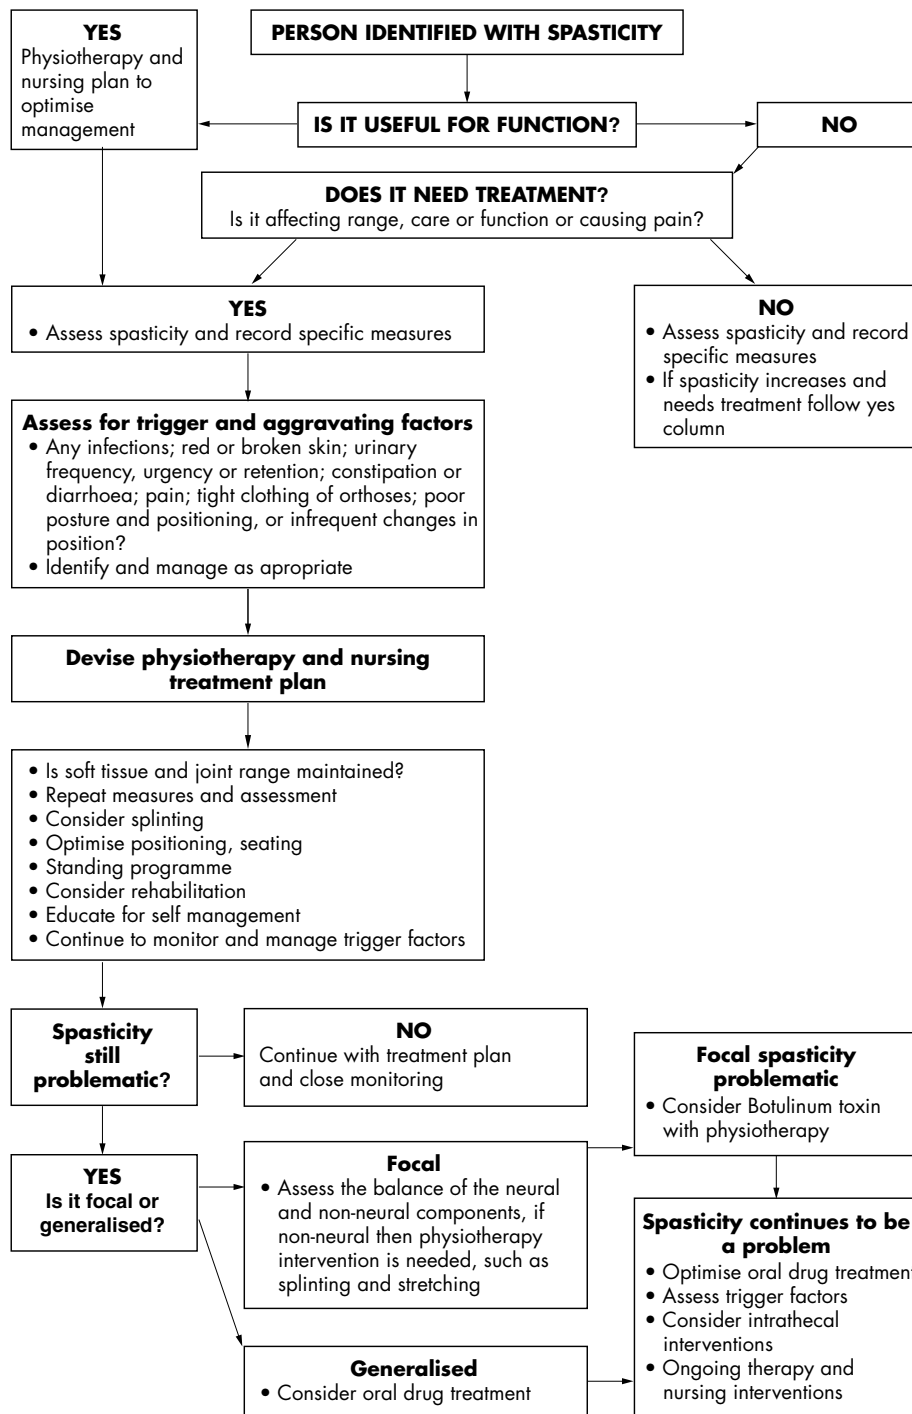 PERSON IDENTIFIED WITH SPASTICITY
YES
Physiotherapy and
nursing plan to
optimise
management
IS IT USEFUL FOR FUNCTION?
NO
DOES IT NEED TREATMENT?
Is it affecting range, care or function or causing pain?
YES
• Assess spasticity and record specific measures
NO
• Assess spasticity and record
specific measures
• If spasticity increases and
needs treatment follow yes
column
Assess for trigger and aggravating factors
• Any infections; red or broken skin; urinary
frequency, urgency or retention; constipation or
diarrhoea; pain; tight clothing of orthoses; poor
posture and positioning, or infrequent changes in
position?
• Identify and manage as apropriate
Devise physiotherapy and nursing
treatment plan
• Is soft tissue and joint range maintained?
• Repeat measures and assessment
• Consider splinting
• Optimise positioning, seating
• Standing programme
• Consider rehabilitation
• Educate for self management
• Continue to monitor and manage trigger factors
Spasticity
still
problematic?
NO
Continue with treatment plan
and close monitoring
Focal spasticity
problematic
• Consider Botulinum toxin
with physiotherapy
YES
Is it focal or
generalised?
Focal
• Assess the balance of the neural
and non-neural components, if
non-neural then physiotherapy
intervention is needed, such as
splinting and stretching
Spasticity continues to be
a problem
• Optimise oral drug treatment
• Assess trigger factors
• Consider intrathecal
interventions
• Ongoing therapy and
nursing interventions
Generalised
• Consider oral drug treatment